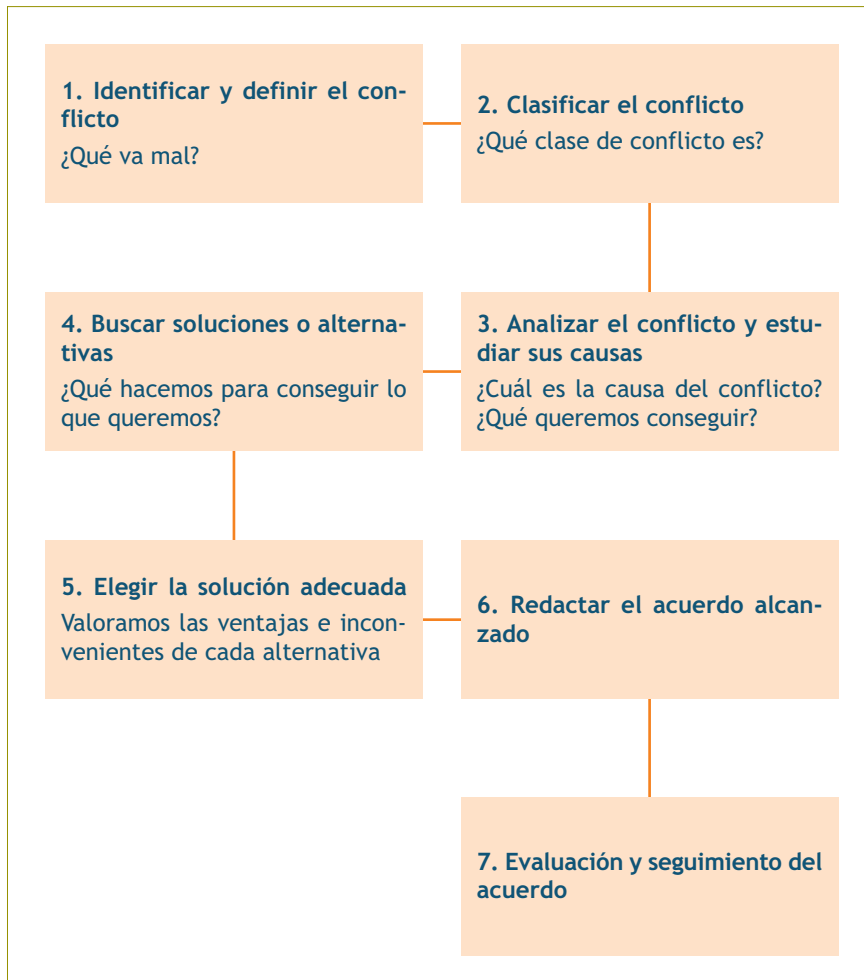 1. Identificar y definir el con-
flicto
¿Qué va mal?
2. Clasificar el conflicto
¿Qué clase de conflicto es?
3. Analizar el conflicto y estu-
diar sus causas
¿Cuál es la causa del conflicto?
¿Qué queremos conseguir?
4. Buscar soluciones o alterna-
tivas
¿Qué hacemos para conseguir lo
que queremos?
5. Elegir la solución adecuada
Valoramos las ventajas e incon-
venientes de cada alternativa
6. Redactar el acuerdo alcan-
zado
7. Evaluación y seguimiento del
acuerdo